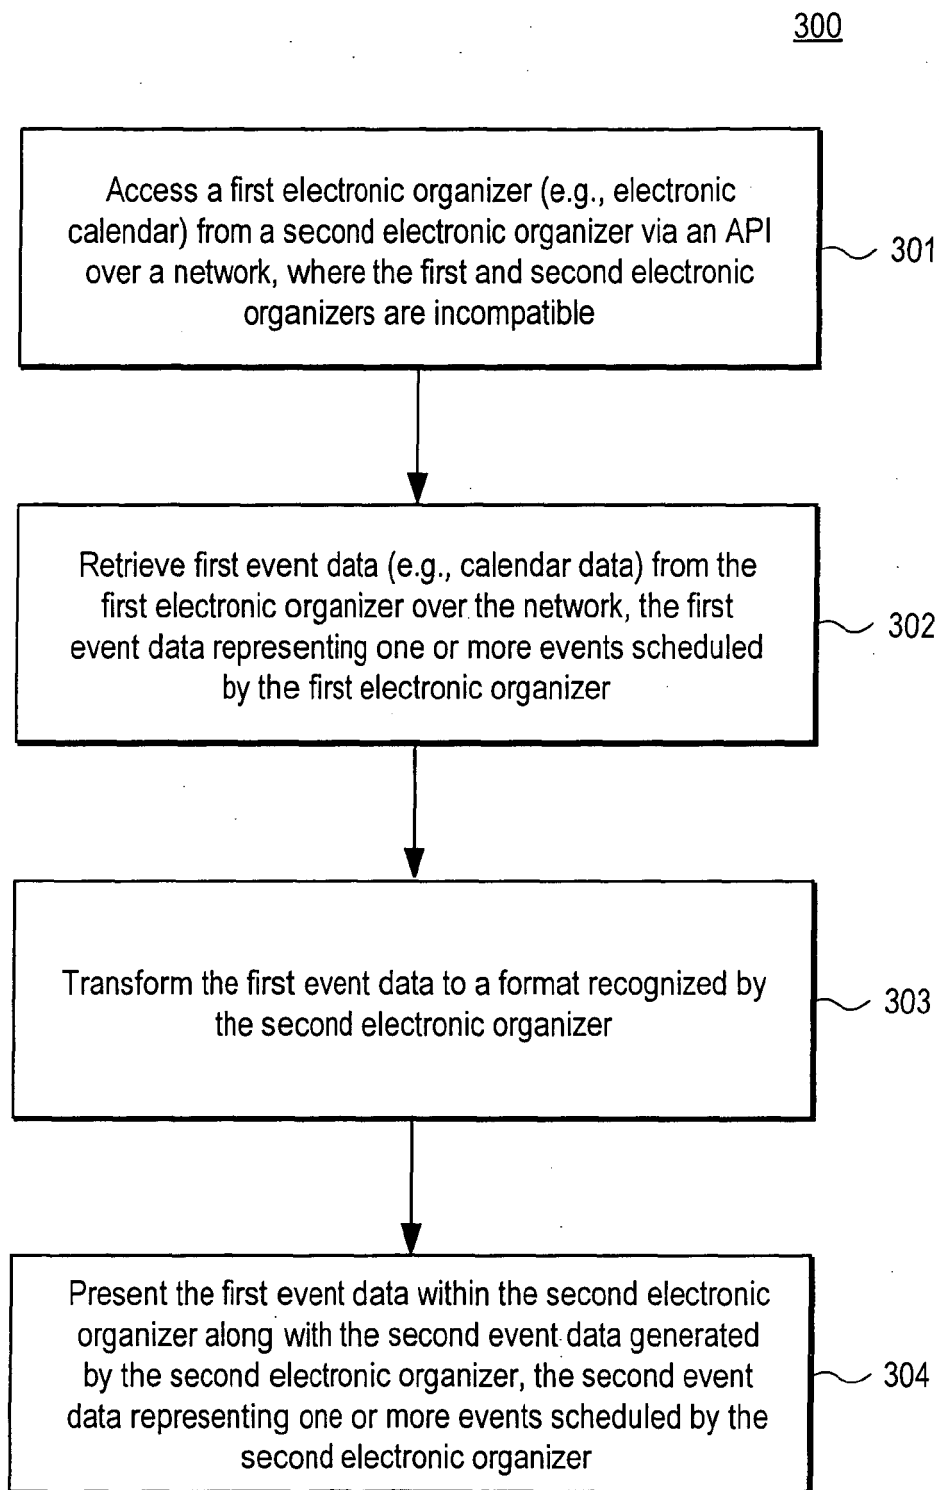 300
Access a first electronic organizer (e.g., electronic
calendar) from a second electronic organizer via an API
over a network, where the first and second electronic
organizers are incompatible
301
Retrieve first event data (e.g., calendar data) from the
first electronic organizer over the network, the first
event data representing one or more events scheduled
by the first electronic organizer
302
Transform the first event data to a format recognized by
the second electronic organizer
303
Present the first event data within the second electronic
organizer along with the second event data generated
by the second electronic organizer, the second event
data representing one or more events scheduled by the
second electronic organizer
304